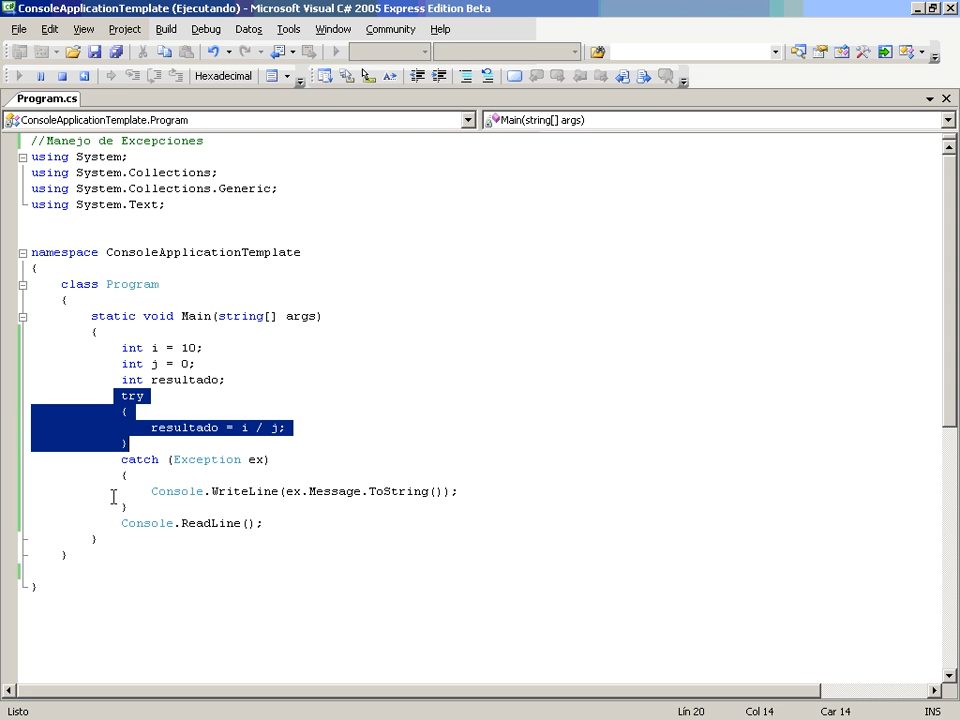 ConsoleApplicationTemplate (Ejecutando) - Microsoft Visual C# 2005 Express Edition Beta
File Edit View Project Build Debug Datos Tools Window Community Help
Hexadecimal
Program.cs
ConsoleApplicationTemplate.Program Main(string[] args)
//Manejo de Excepciones
using System;
using System.Collections;
using System.Collections.Generic;
using System.Text;
namespace ConsoleApplicationTemplate
{
class Program
{
static void Main(string[] args)
{
int i = 10;
int j = 0;
int resultado;
try
{
resultado = i / j;
}
catch (Exception ex)
{
Console.WriteLine(ex.Message.ToString());
}
Console.ReadLine();
}
}
}
Listo Lín 20 Col 14 Car 14 INS